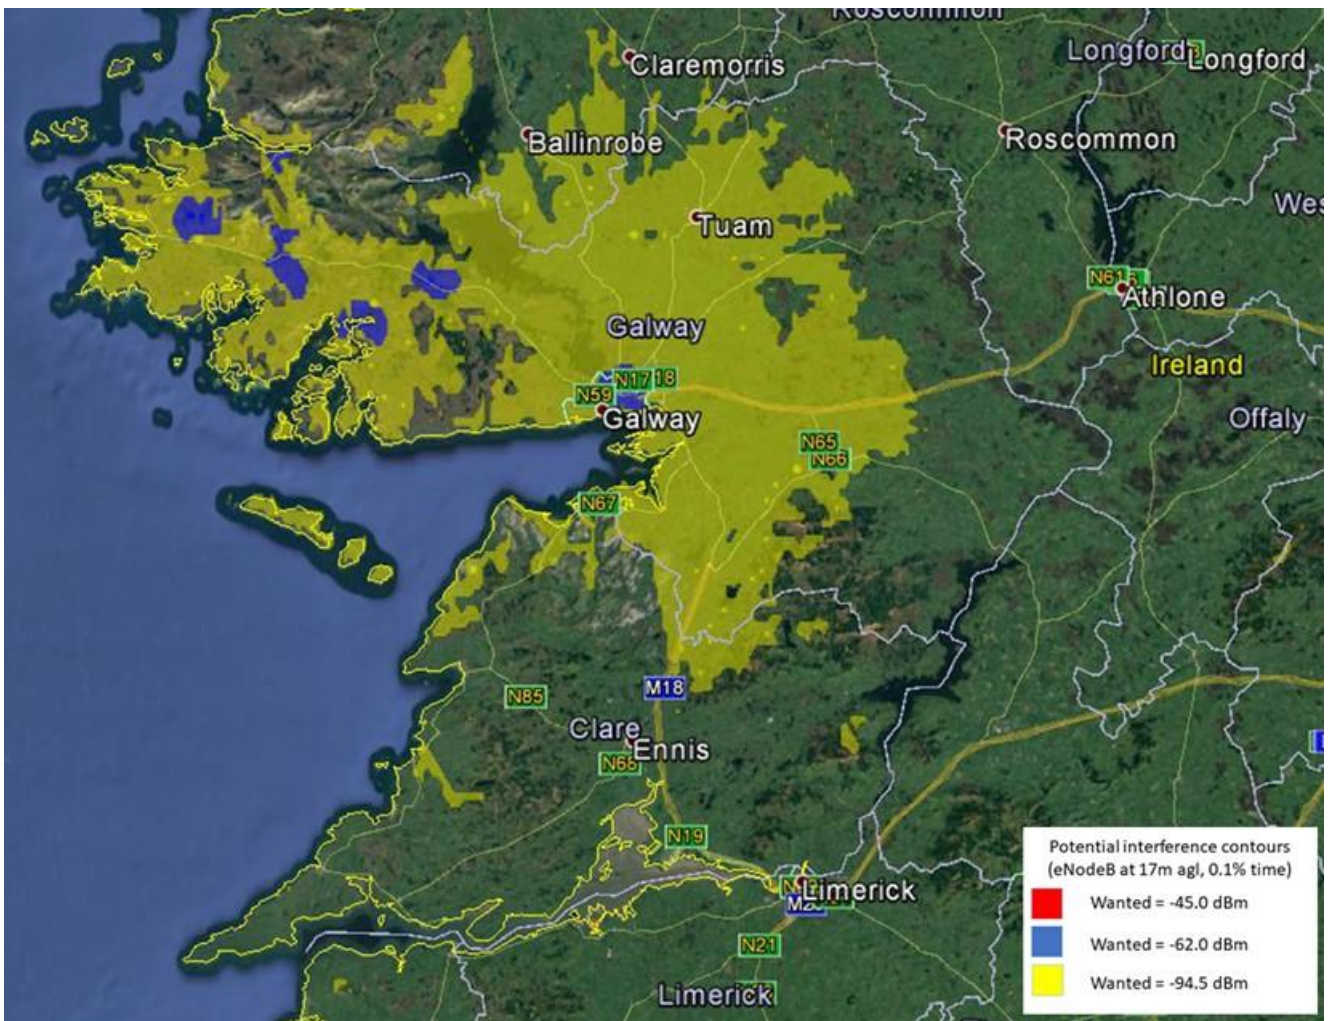 Roscommon
Longford
Longford
Claremorris
Ballinrobe
Roscommon
Wes
Tuam
N61
Athlone
Galway
Ireland
N17 18
N59
Galway
Offaly
N65
N66
N67
M18
N85
Clare
Ennis
N68
N19
Limerick
N21
Limerick
Potential interference contours
(eNodeB at 17m agl, 0.1% time)
Wanted = -45.0 dBm
Wanted = -62.0 dBm
Wanted = -94.5 dBm